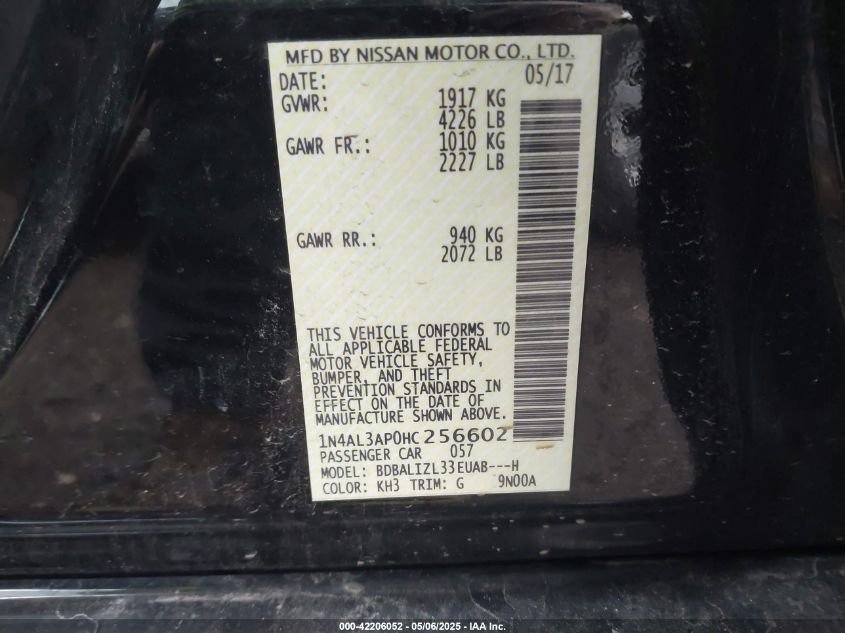 MFD BY NISSAN MOTOR CO., LTD.
DATE: 05/17
GVWR: 1917 KG
4226 LB
GAWR FR.: 1010 KG
2227 LB
GAWR RR.: 940 KG
2072 LB
THIS VEHICLE CONFORMS TO
ALL APPLICABLE FEDERAL
MOTOR VEHICLE SAFETY,
BUMPER, AND THEFT
PREVENTION STANDARDS IN
EFFECT ON THE DATE OF
MANUFACTURE SHOWN ABOVE.
1N4AL3AP0HC256602
PASSENGER CAR 057
MODEL: BDBALIZL33EUAB---H
COLOR: KH3 TRIM: G 9N00A
000-42206052 - 05/06/2025 - IAA Inc.